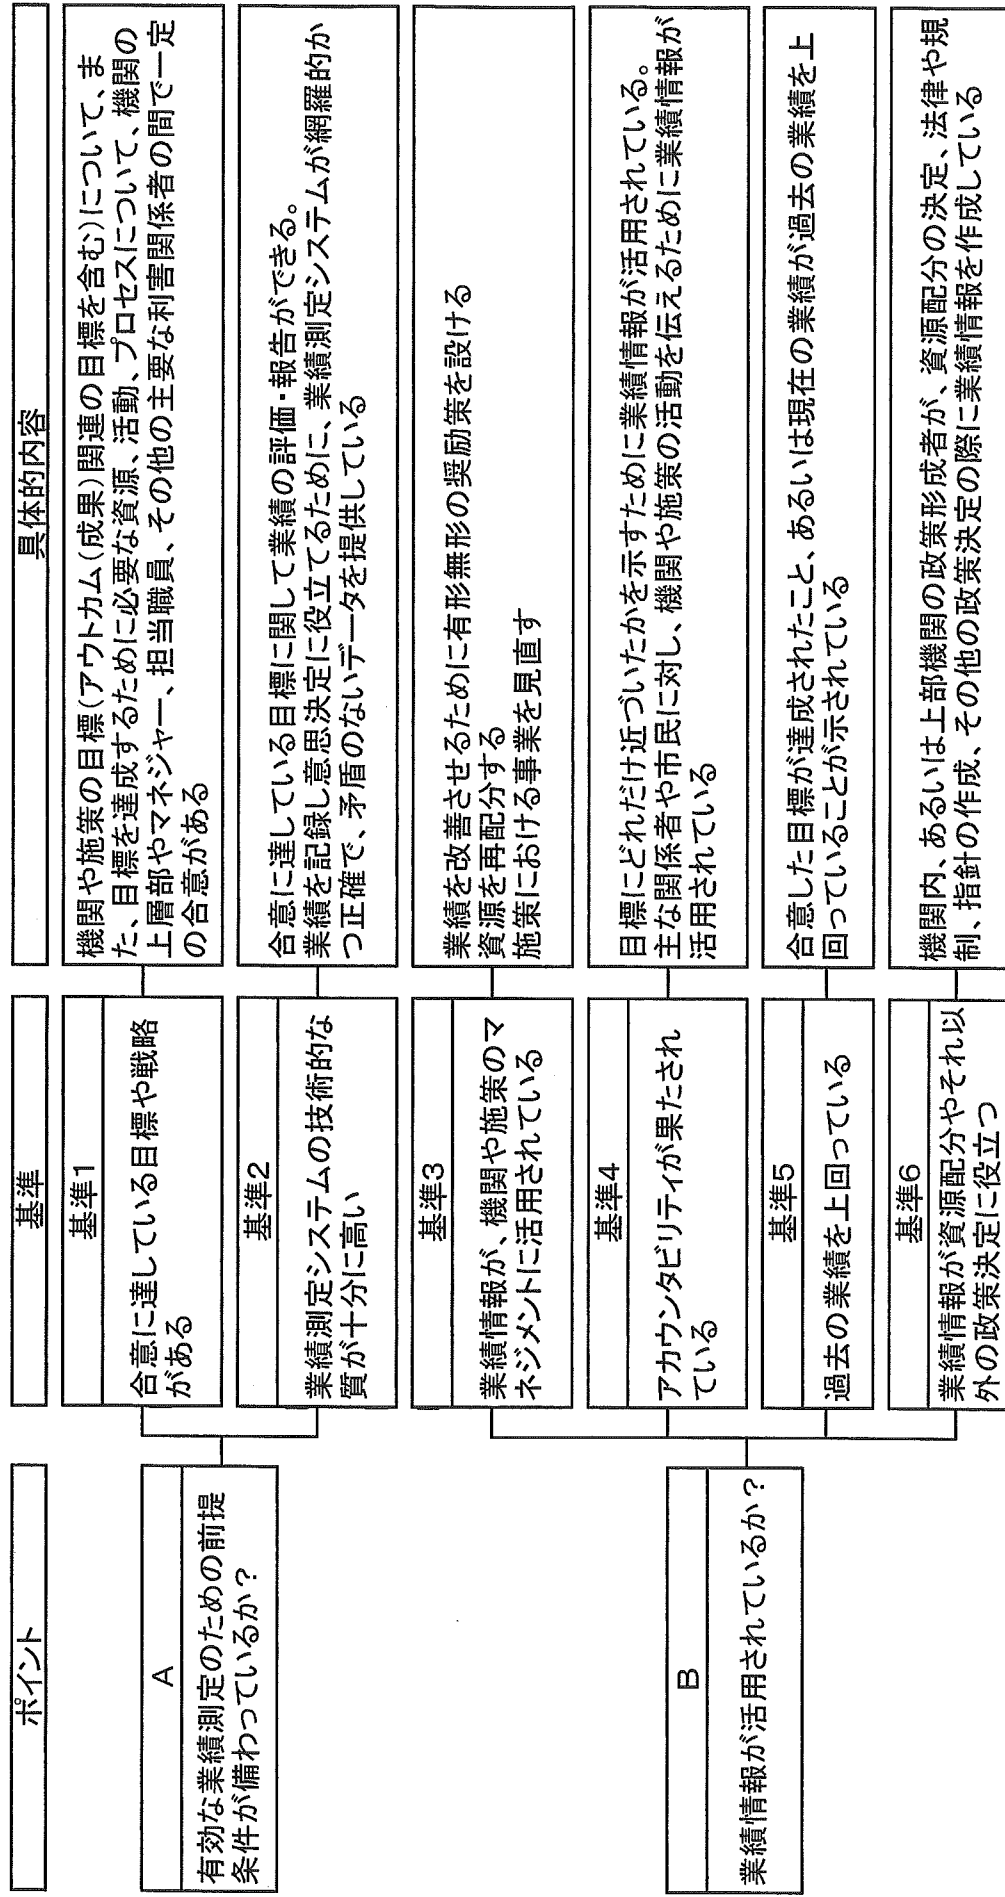 ポイント
基準
具体的内容
A
有効な業績測定のための前提
条件が備わっているか？
基準1
合意に達している目標や戦略
がある
機関や施策の目標(アウトカム(成果)関連の目標を含む)について、ま
た、目標を達成するために必要な資源、活動、プロセスについて、機関の
上層部やマネジャー、担当職員、その他の主要な利害関係者の間で一定
の合意がある
基準2
業績測定システムの技術的な
質が十分に高い
合意に達している目標に関して業績の評価・報告ができる。
業績を記録し意思決定に役立てるために、業績測定システムが網羅的か
つ正確で、矛盾のないデータを提供している
B
業績情報が活用されているか？
基準3
業績情報が、機関や施策のマ
ネジメントに活用されている
業績を改善させるために有形無形の奨励策を設ける
資源を再配分する
施策における事業を見直す
基準4
アカウンタビリティが果たされ
ている
目標にどれだけ近づいたかを示すために業績情報が活用されている。
主な関係者や市民に対し、機関や施策の活動を伝えるために業績情報が
活用されている
基準5
過去の業績を上回っている
合意した目標が達成されたこと、あるいは現在の業績が過去の業績を上
回っていることが示されている
基準6
業績情報が資源配分やそれ以
外の政策決定に役立つ
機関内、あるいは上部機関の政策形成者が、資源配分の決定、法律や規
制、指針の作成、その他の政策決定の際に業績情報を作成している